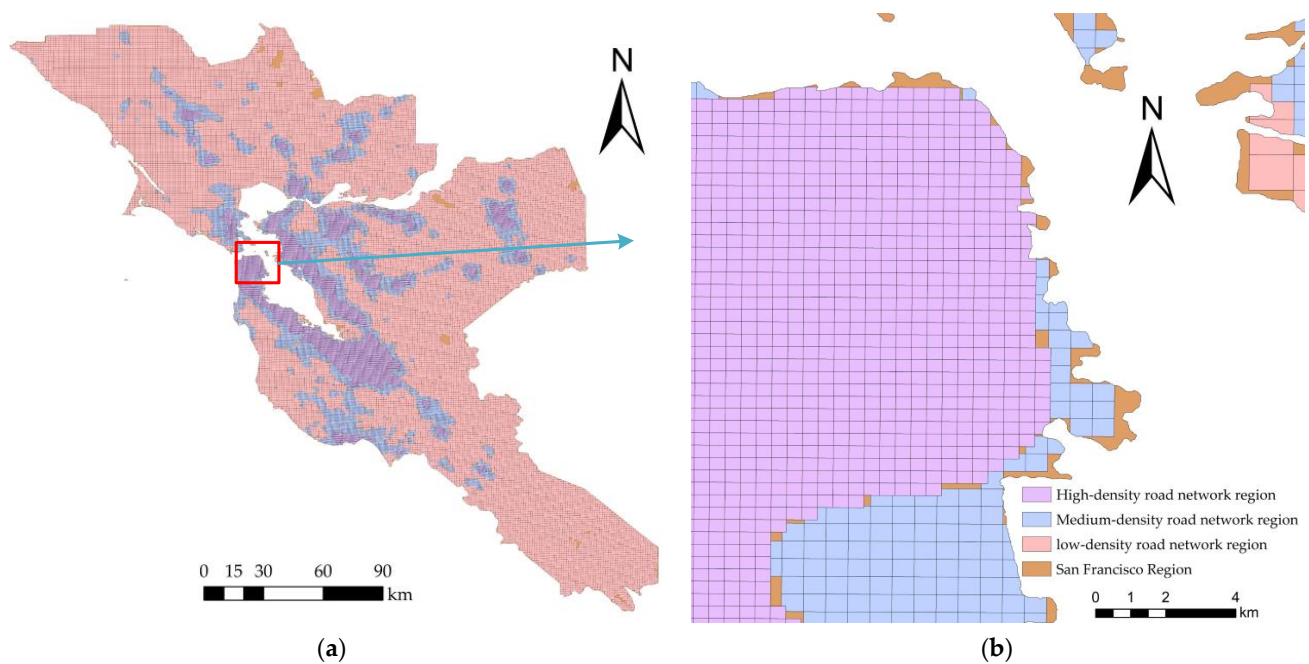 N
0 15 30 60 90
km
(a)
N
High-density road network region
Medium-density road network region
low-density road network region
San Francisco Region
0 1 2 4
km
(b)